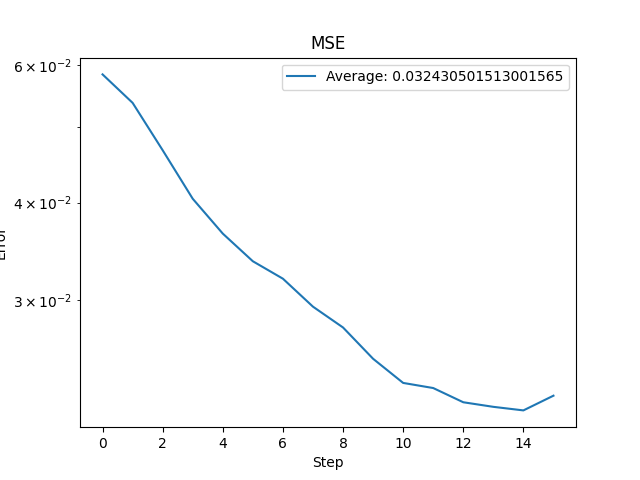 MSE
Average: 0.032430501513001565
6 × 10⁻²
4 × 10⁻²
3 × 10⁻²
Error
0 2 4 6 8 10 12 14
Step